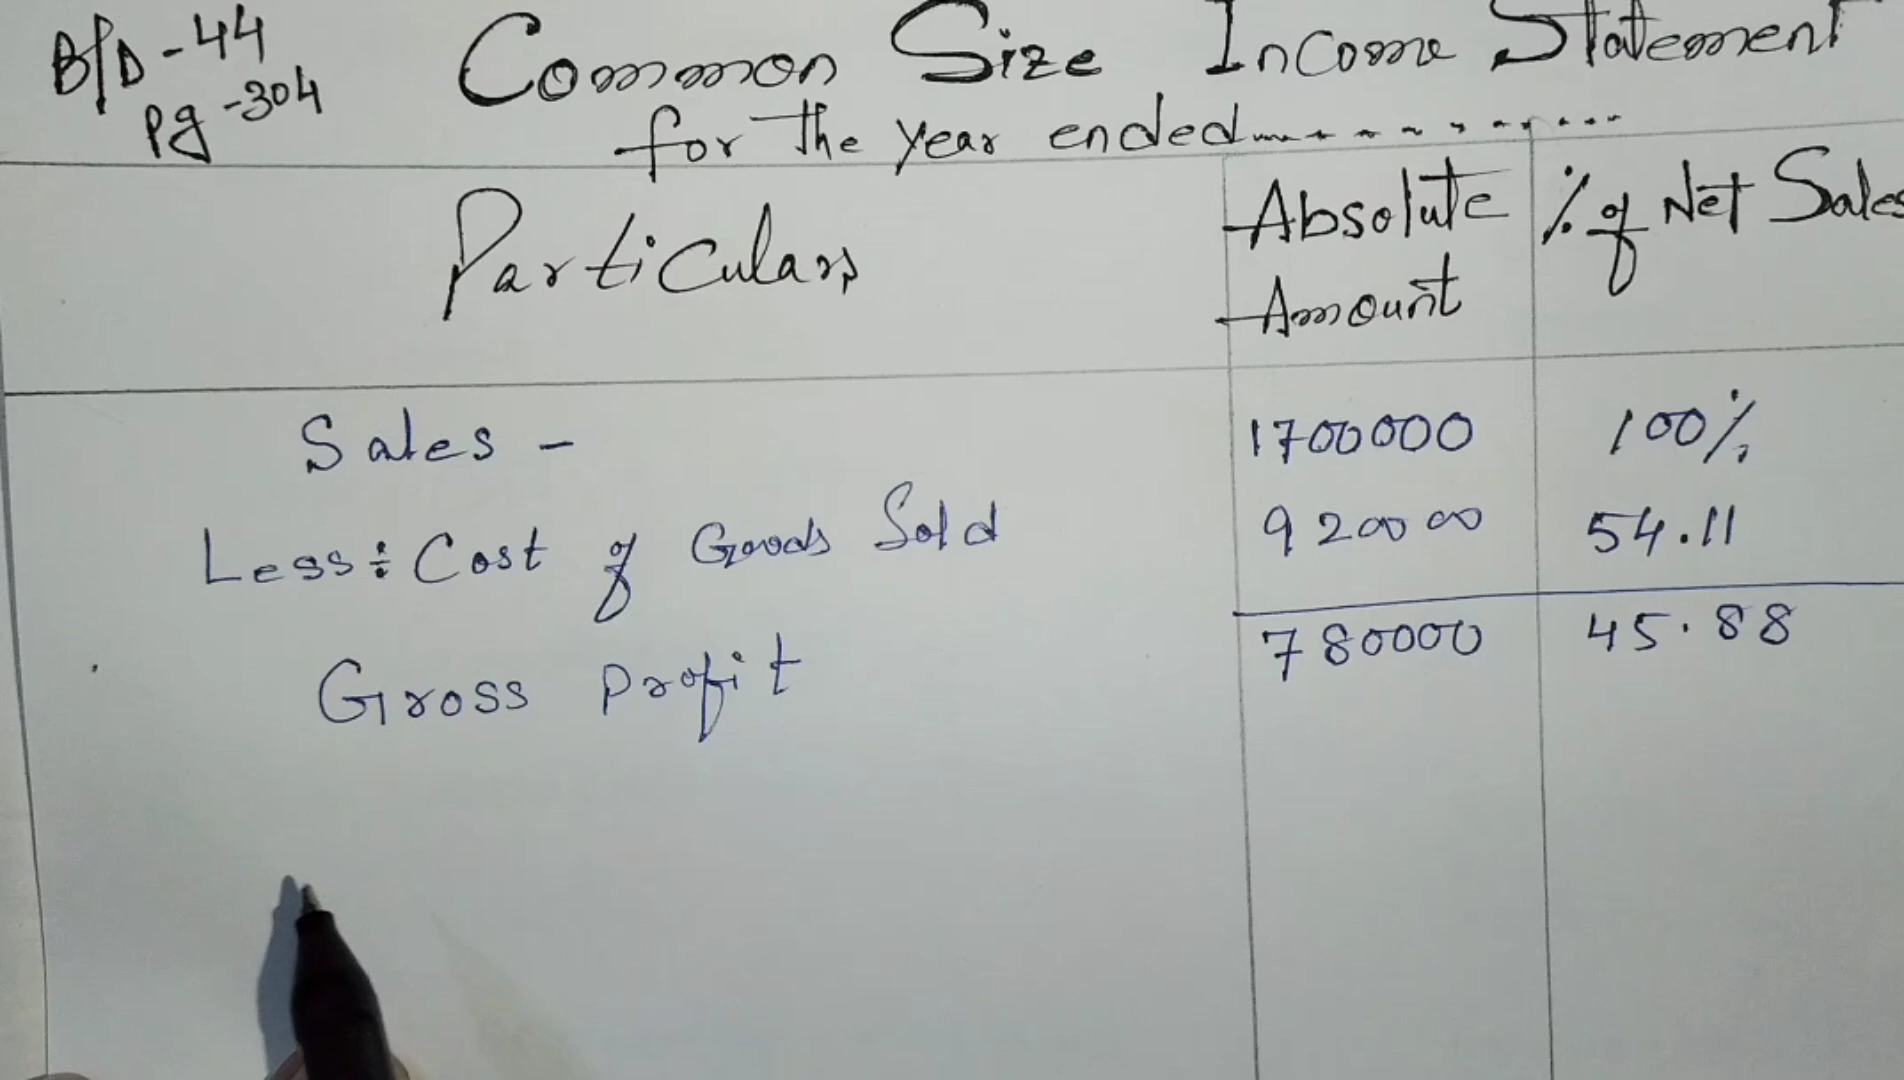 B/D-44
pg-304
Common Size Income Statement
for the year ended............
Particulars
Absolute Amount
% of Net Sales
Sales - 1700000 100%
Less: Cost of Goods Sold 920000 54.11
Gross Profit 780000 45.88